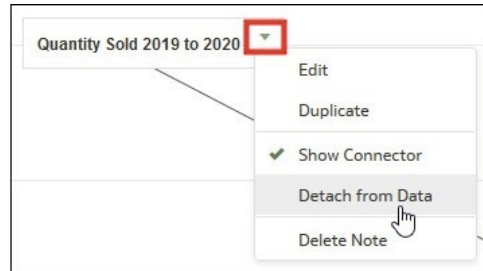 Quantity Sold 2019 to 2020
Edit
Duplicate
Show Connector
Detach from Data
Delete Note